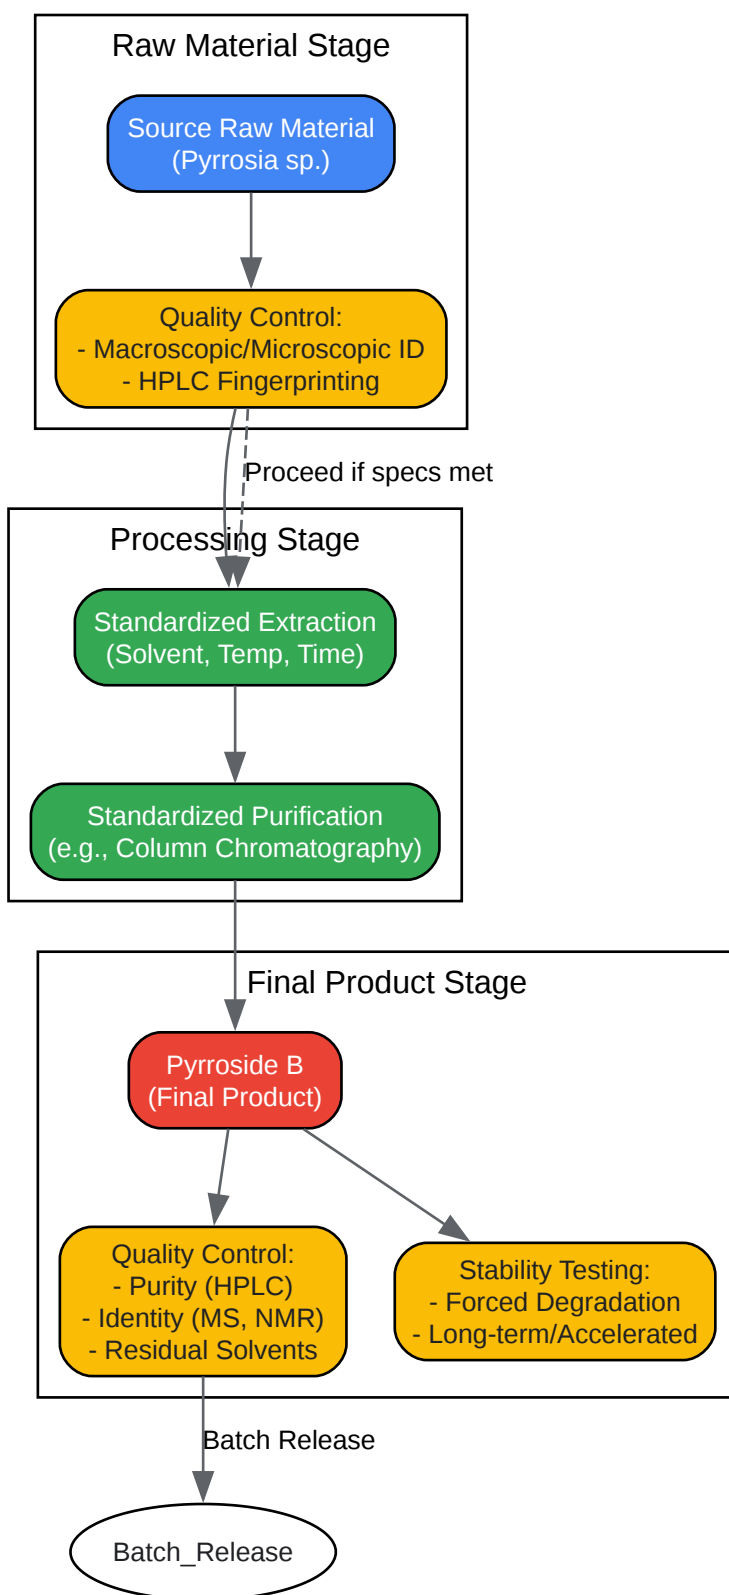 Raw Material Stage
Source Raw Material
(Pyrrosia sp.)
Quality Control:
- Macroscopic/Microscopic ID
- HPLC Fingerprinting
Proceed if specs met
Processing Stage
Standardized Extraction
(Solvent, Temp, Time)
Standardized Purification
(e.g., Column Chromatography)
Final Product Stage
Pyrroside B
(Final Product)
Quality Control:
- Purity (HPLC)
- Identity (MS, NMR)
- Residual Solvents
Stability Testing:
- Forced Degradation
- Long-term/Accelerated
Batch Release
Batch_Release